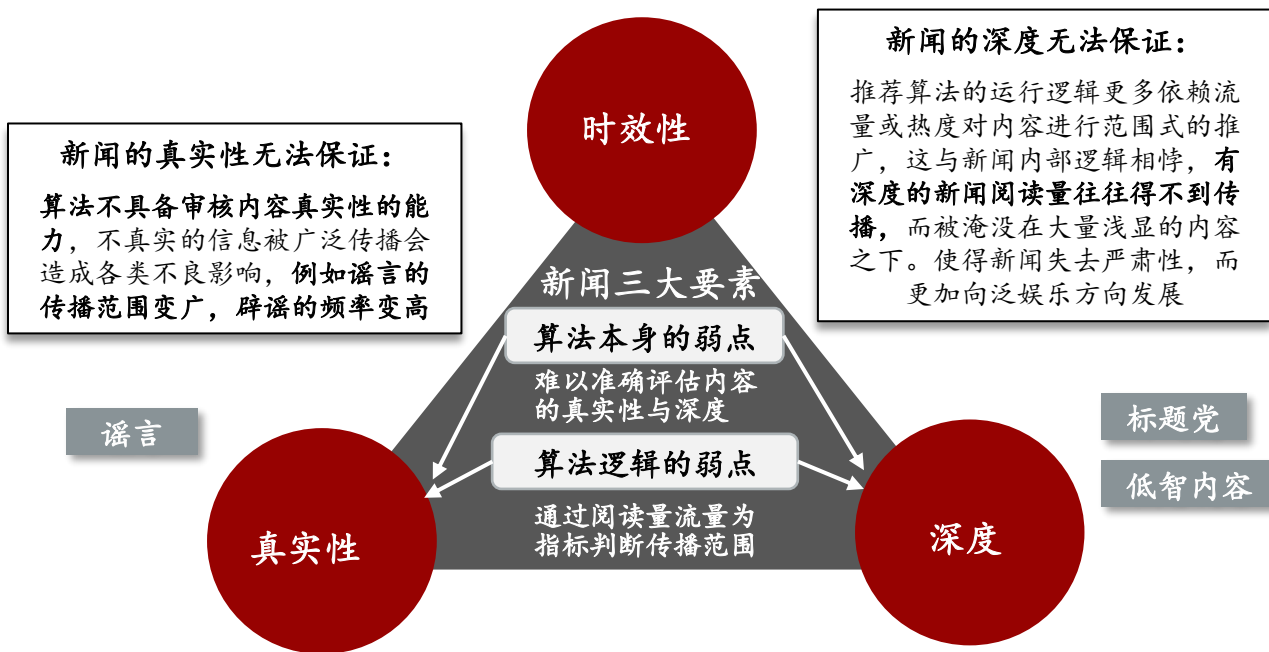 时效性
新闻的真实性无法保证：
算法不具备审核内容真实性的能
力，不真实的信息被广泛传播会
造成各类不良影响，例如谣言的
传播范围变广，辟谣的频率变高
新闻的深度无法保证：
推荐算法的运行逻辑更多依赖流
量或热度对内容进行范围式的推
广，这与新闻内部逻辑相悖，有
深度的新闻阅读量往往得不到传
播，而被淹没在大量浅显的内容
之下。使得新闻失去严肃性，而
更加向泛娱乐方向发展
新闻三大要素
算法本身的弱点
难以准确评估内容
的真实性与深度
算法逻辑的弱点
通过阅读量流量为
指标判断传播范围
谣言
真实性
深度
标题党
低智内容